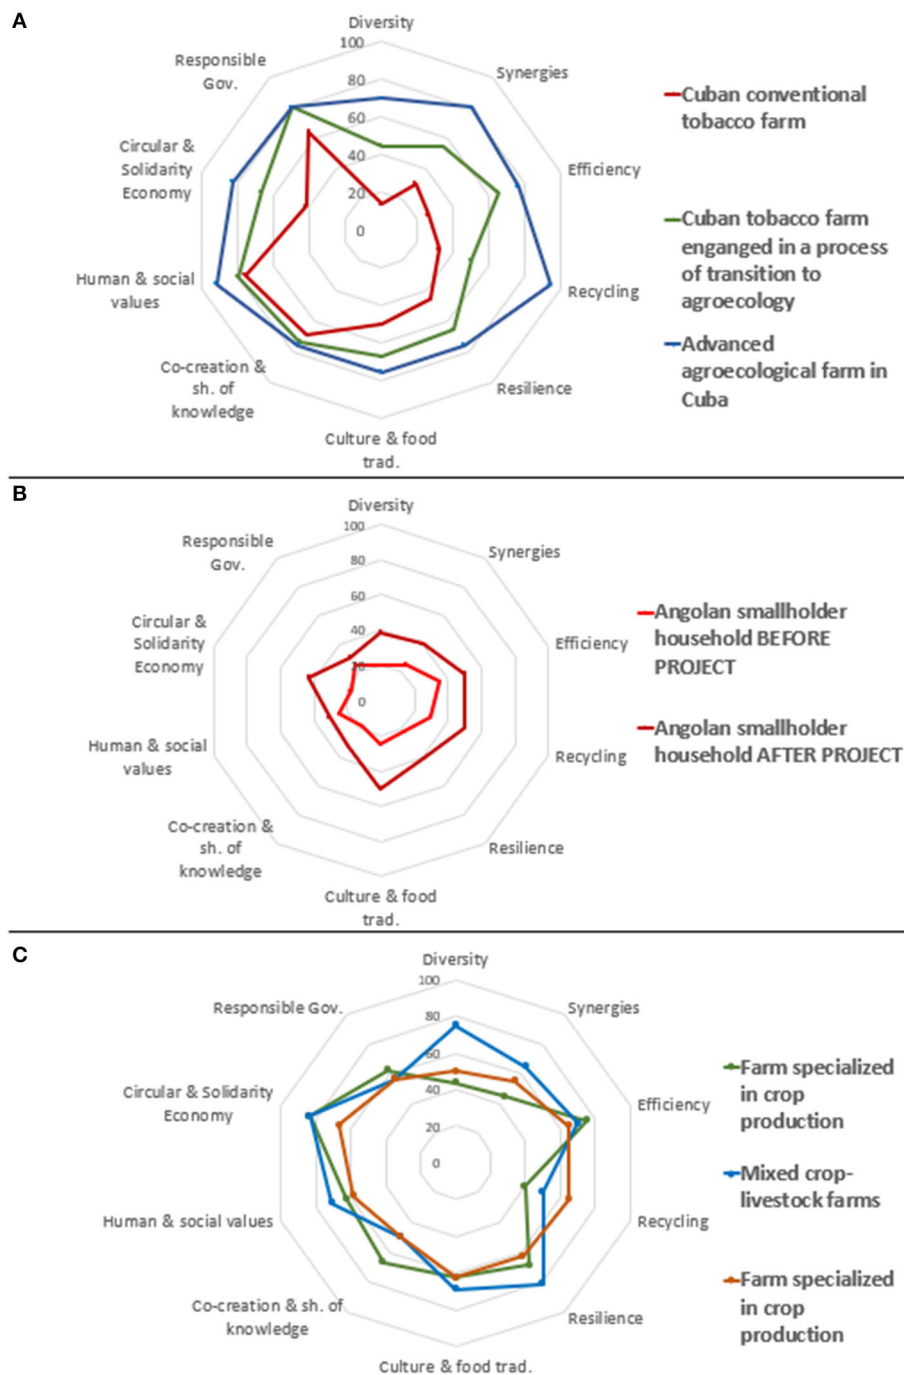 A
Diversity
100
Responsible
Gov.
80
Synergies
60
40
Circular &
Solidarity
Economy
20
Efficiency
0
Human & social
values
Recycling
Co-creation &
sh. of
knowledge
Resilience
Culture & food
trad.
Cuban conventional
tobacco farm
Cuban tobacco farm
enganged in a process
of transition to
agroecology
Advanced
agroecological farm in
Cuba
B
Diversity
100
Responsible
Gov.
80
Synergies
60
40
Circular &
Solidarity
Economy
20
Efficiency
0
Human & social
values
Recycling
Co-creation &
sh. of
knowledge
Resilience
Culture & food
trad.
Angolan smallholder
household BEFORE
PROJECT
Angolan smallholder
household AFTER PROJECT
C
Diversity
100
Responsible Gov.
80
Synergies
60
40
Circular & Solidarity
Economy
20
Efficiency
0
Human & social values
Recycling
Co-creation & sh. of
knowledge
Resilience
Culture & food trad.
Farm specialized
in crop
production
Mixed crop-
livestock farms
Farm specialized
in crop
production